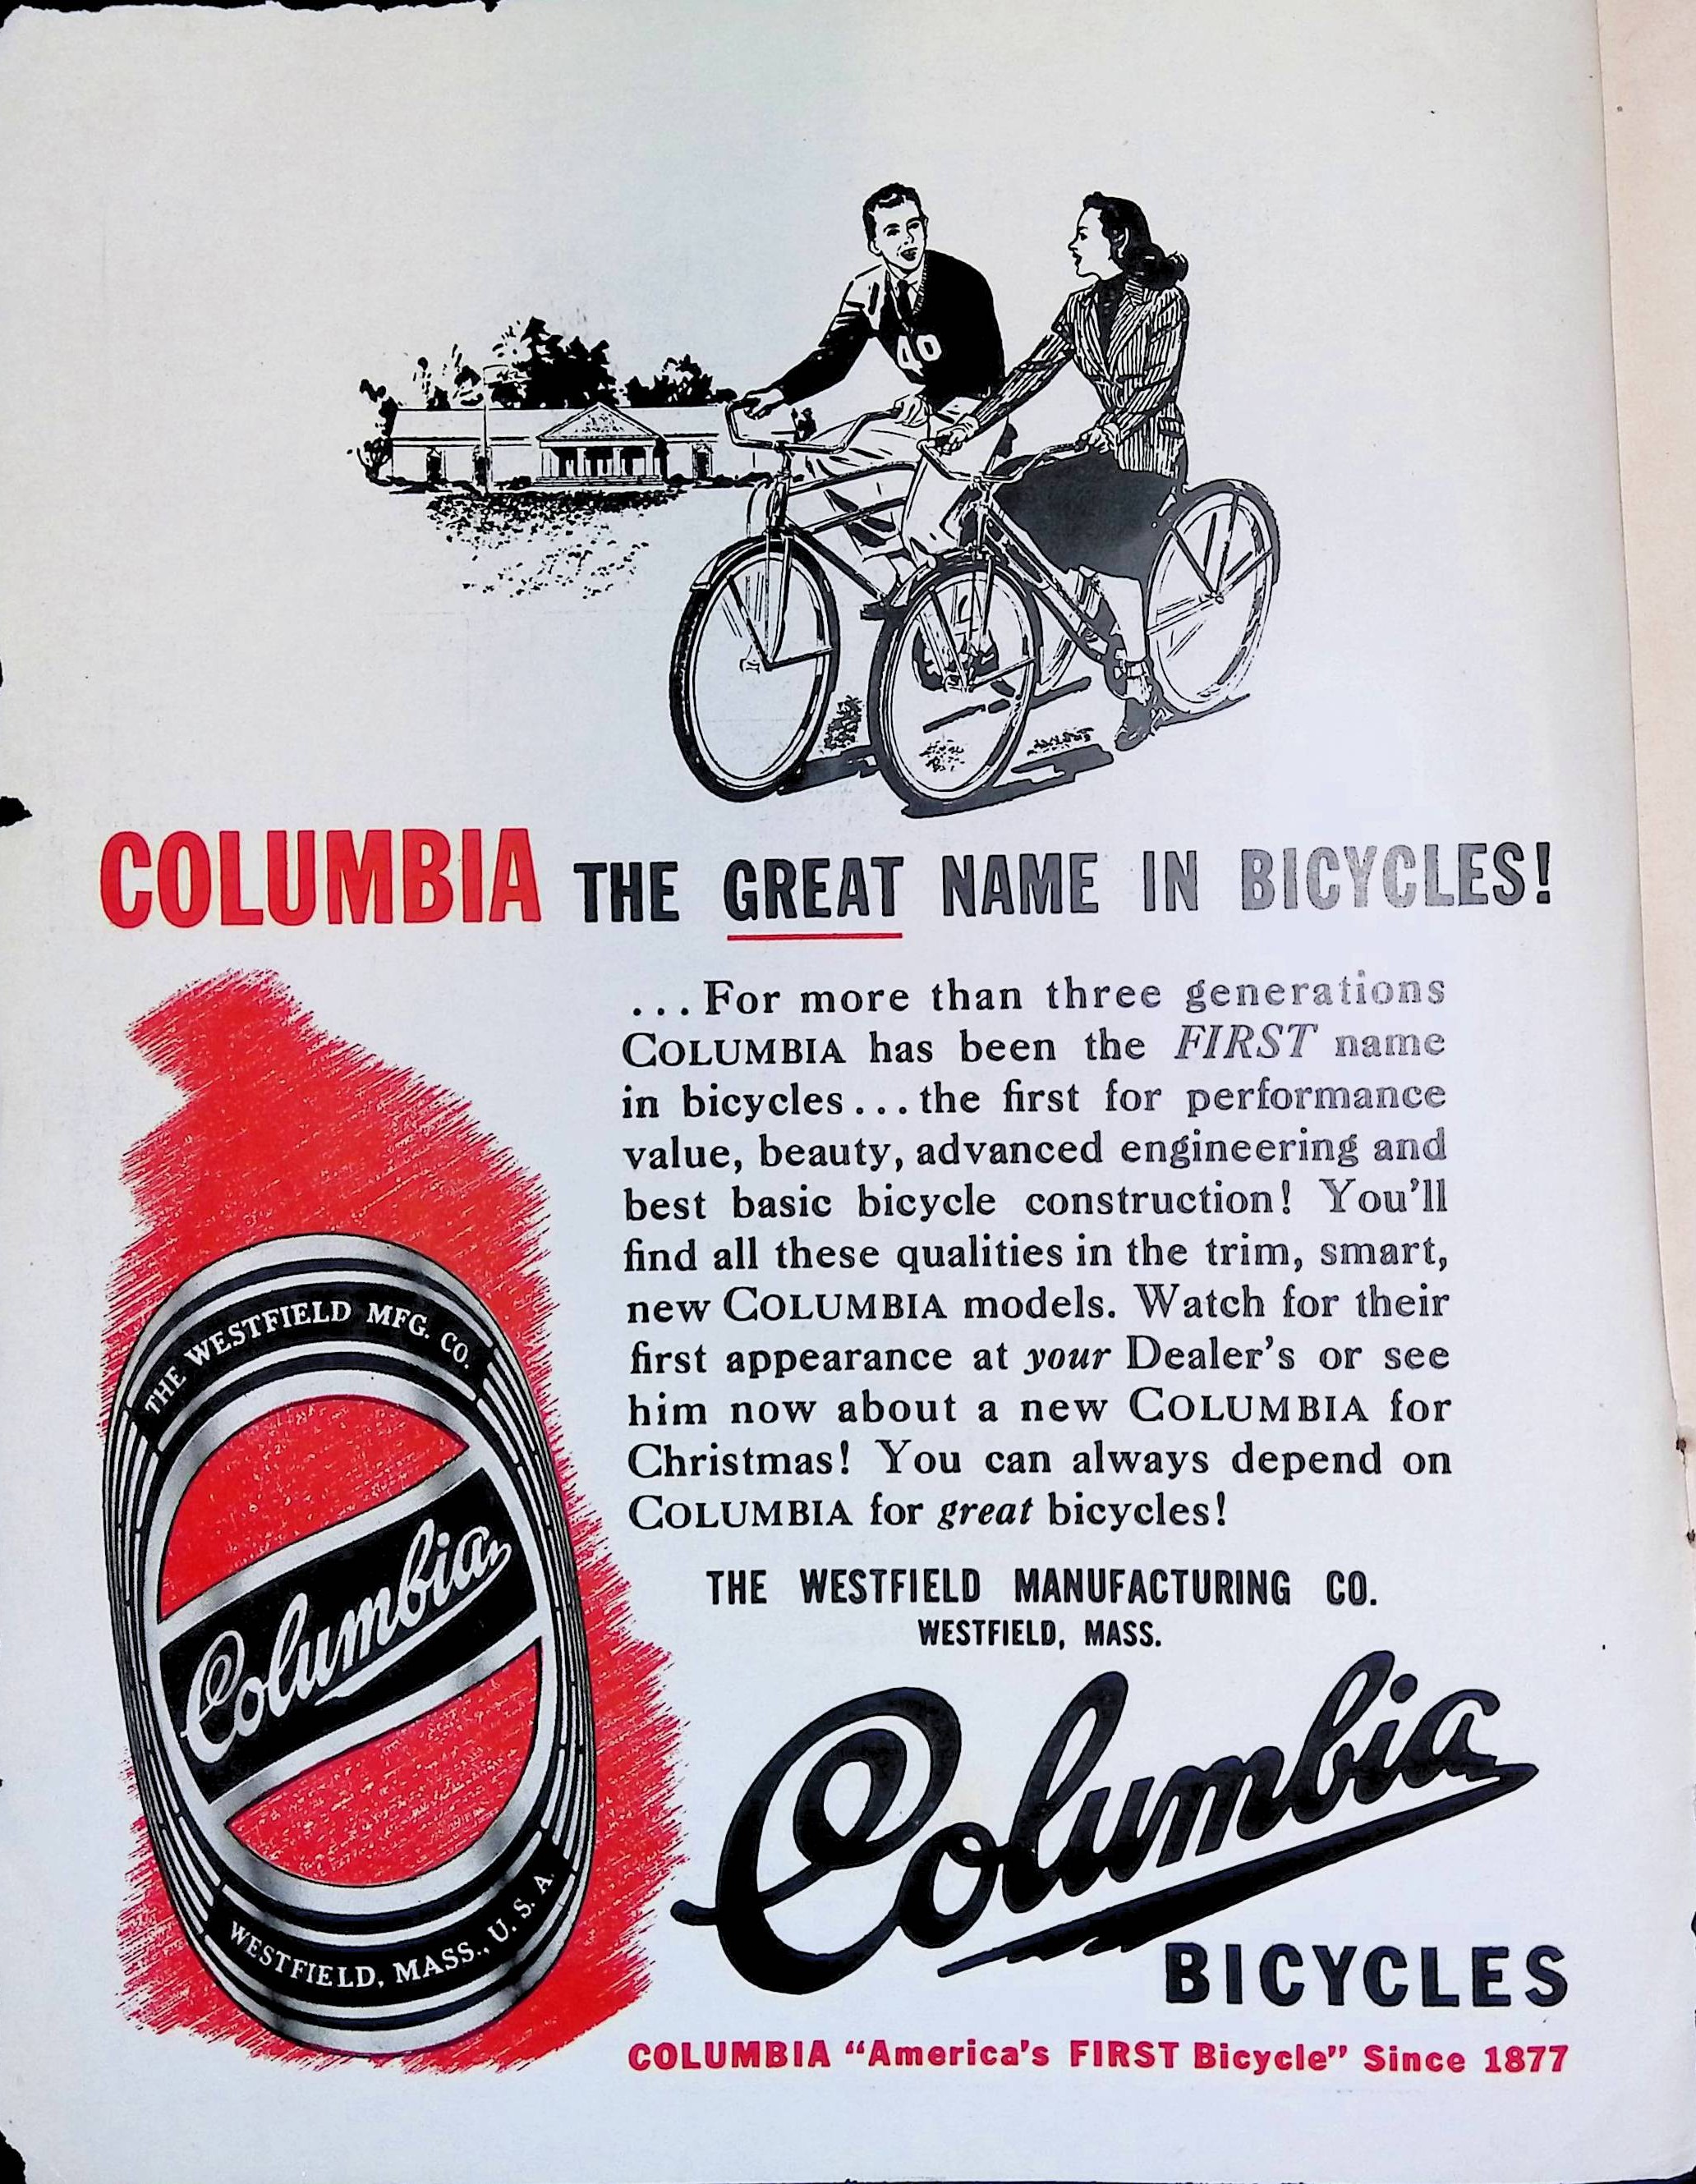 40
COLUMBIA THE GREAT NAME IN BICYCLES!
...For more than three generations
COLUMBIA has been the FIRST name
in bicycles...the first for performance
value, beauty, advanced engineering and
best basic bicycle construction! You'll
find all these qualities in the trim, smart,
new COLUMBIA models. Watch for their
first appearance at your Dealer's or see
him now about a new COLUMBIA for
Christmas! You can always depend on
COLUMBIA for great bicycles!
THE WESTFIELD MANUFACTURING CO.
WESTFIELD, MASS.
THE WESTFIELD MFG. CO.
Columbia
WESTFIELD, MASS., U. S. A.
Columbia
BICYCLES
COLUMBIA "America's FIRST Bicycle" Since 1877